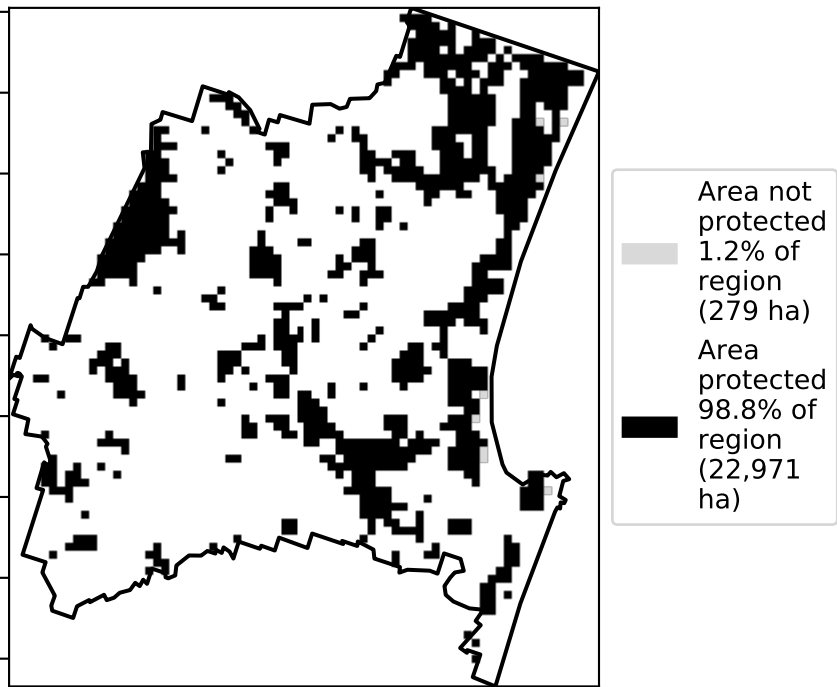 Area not
protected
1.2% of
region
(279 ha)
Area
protected
98.8% of
region
(22,971
ha)